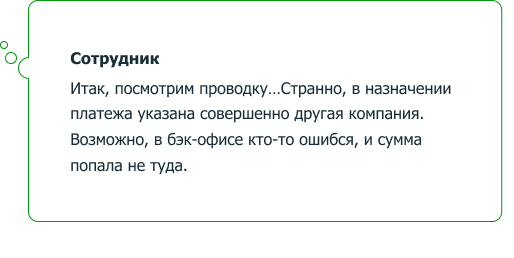 Сотрудник
Итак, посмотрим проводку…Странно, в назначении
платежа указана совершенно другая компания.
Возможно, в бэк-офисе кто-то ошибся, и сумма
попала не туда.